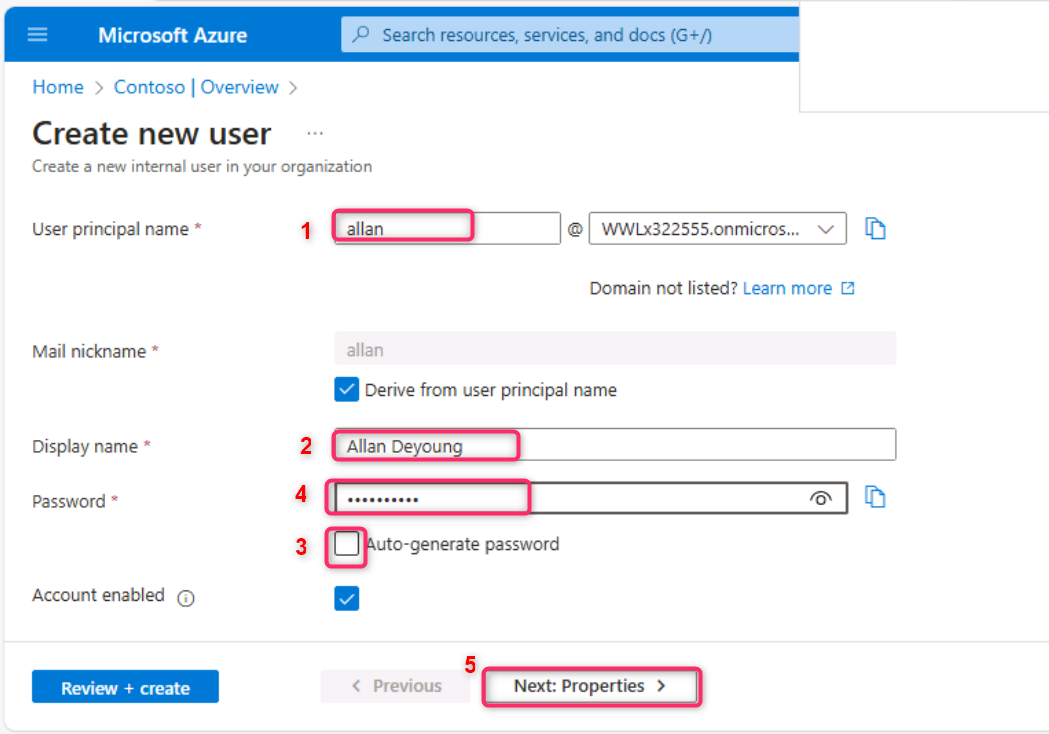 Microsoft Azure Search resources, services, and docs (G+/)
Home > Contoso | Overview >
Create new user ...
Create a new internal user in your organization
User principal name * 1 allan @ WWLx322555.onmicros...
Domain not listed? Learn more
Mail nickname * allan
Derive from user principal name
Display name * 2 Allan Deyoung
Password * 4 ••••••••••
3 Auto-generate password
Account enabled
5
Review + create < Previous Next: Properties >